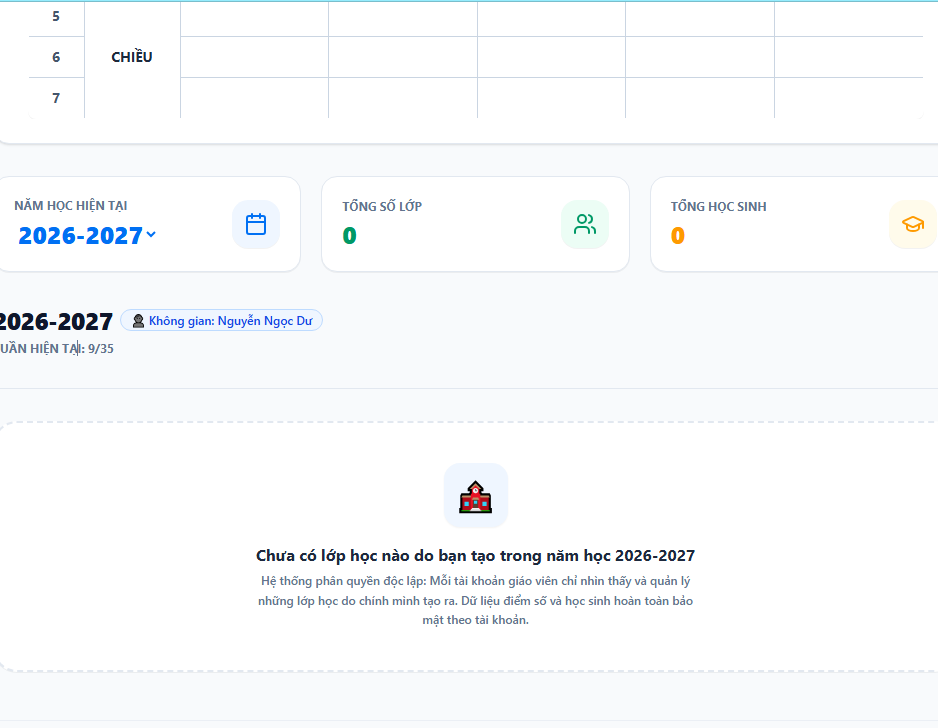 5
6
CHIỀU
7
NĂM HỌC HIỆN TẠI
2026-2027
TỔNG SỐ LỚP
0
TỔNG HỌC SINH
0
2026-2027
Không gian: Nguyễn Ngọc Dư
UẦN HIỆN TẠI: 9/35
Chưa có lớp học nào do bạn tạo trong năm học 2026-2027
Hệ thống phân quyền độc lập: Mỗi tài khoản giáo viên chỉ nhìn thấy và quản lý
những lớp học do chính mình tạo ra. Dữ liệu điểm số và học sinh hoàn toàn bảo
mật theo tài khoản.